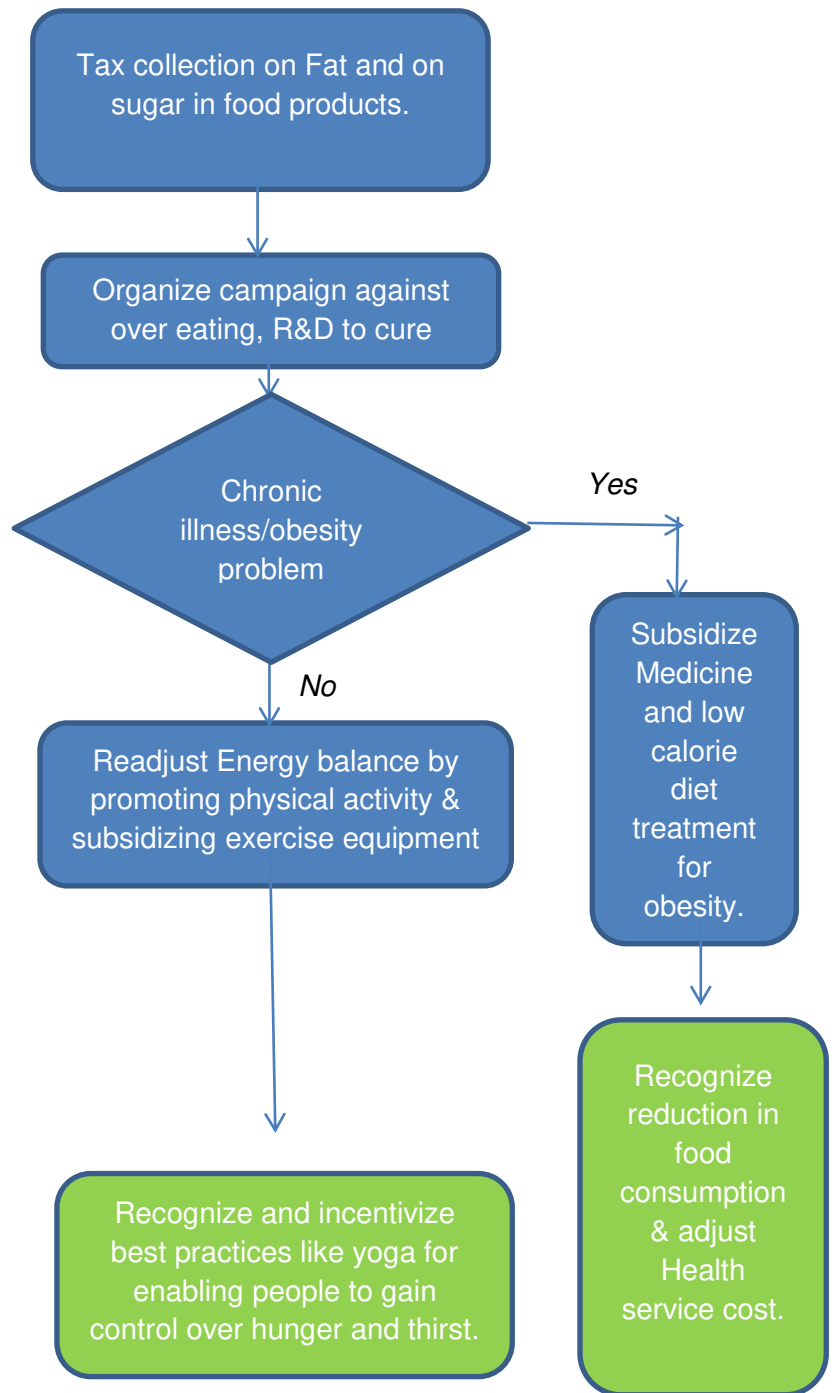 Tax collection on Fat and on
sugar in food products.
Organize campaign against
over eating, R&D to cure
Chronic
illness/obesity
problem
Yes
No
Readjust Energy balance by
promoting physical activity &
subsidizing exercise equipment
Subsidize
Medicine
and low
calorie
diet
treatment
for
obesity.
Recognize and incentivize
best practices like yoga for
enabling people to gain
control over hunger and thirst.
Recognize
reduction in
food
consumption
& adjust
Health
service cost.